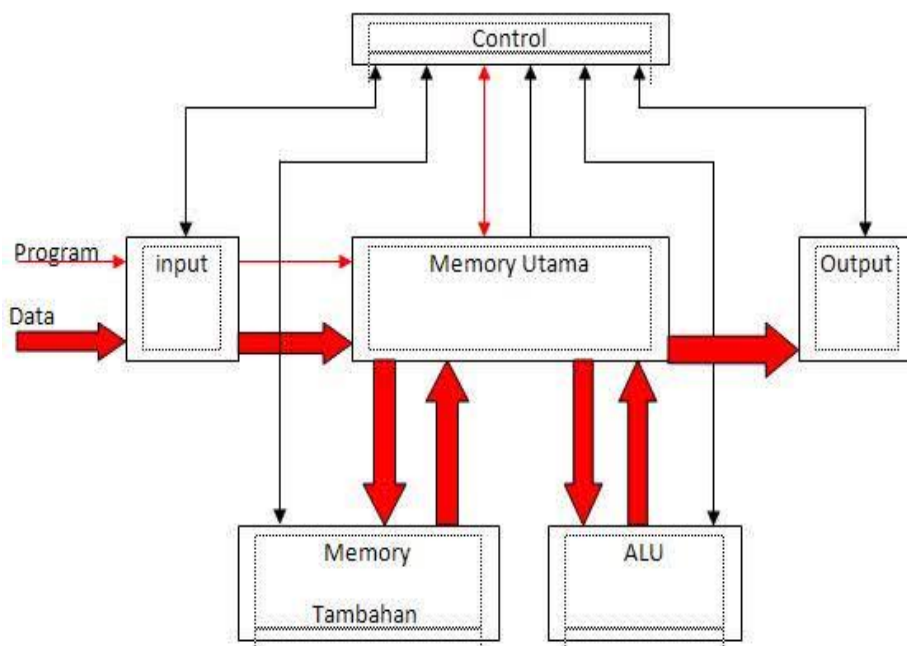 Control
Program
input
Memory Utama
Output
Data
Memory
Tambahan
ALU